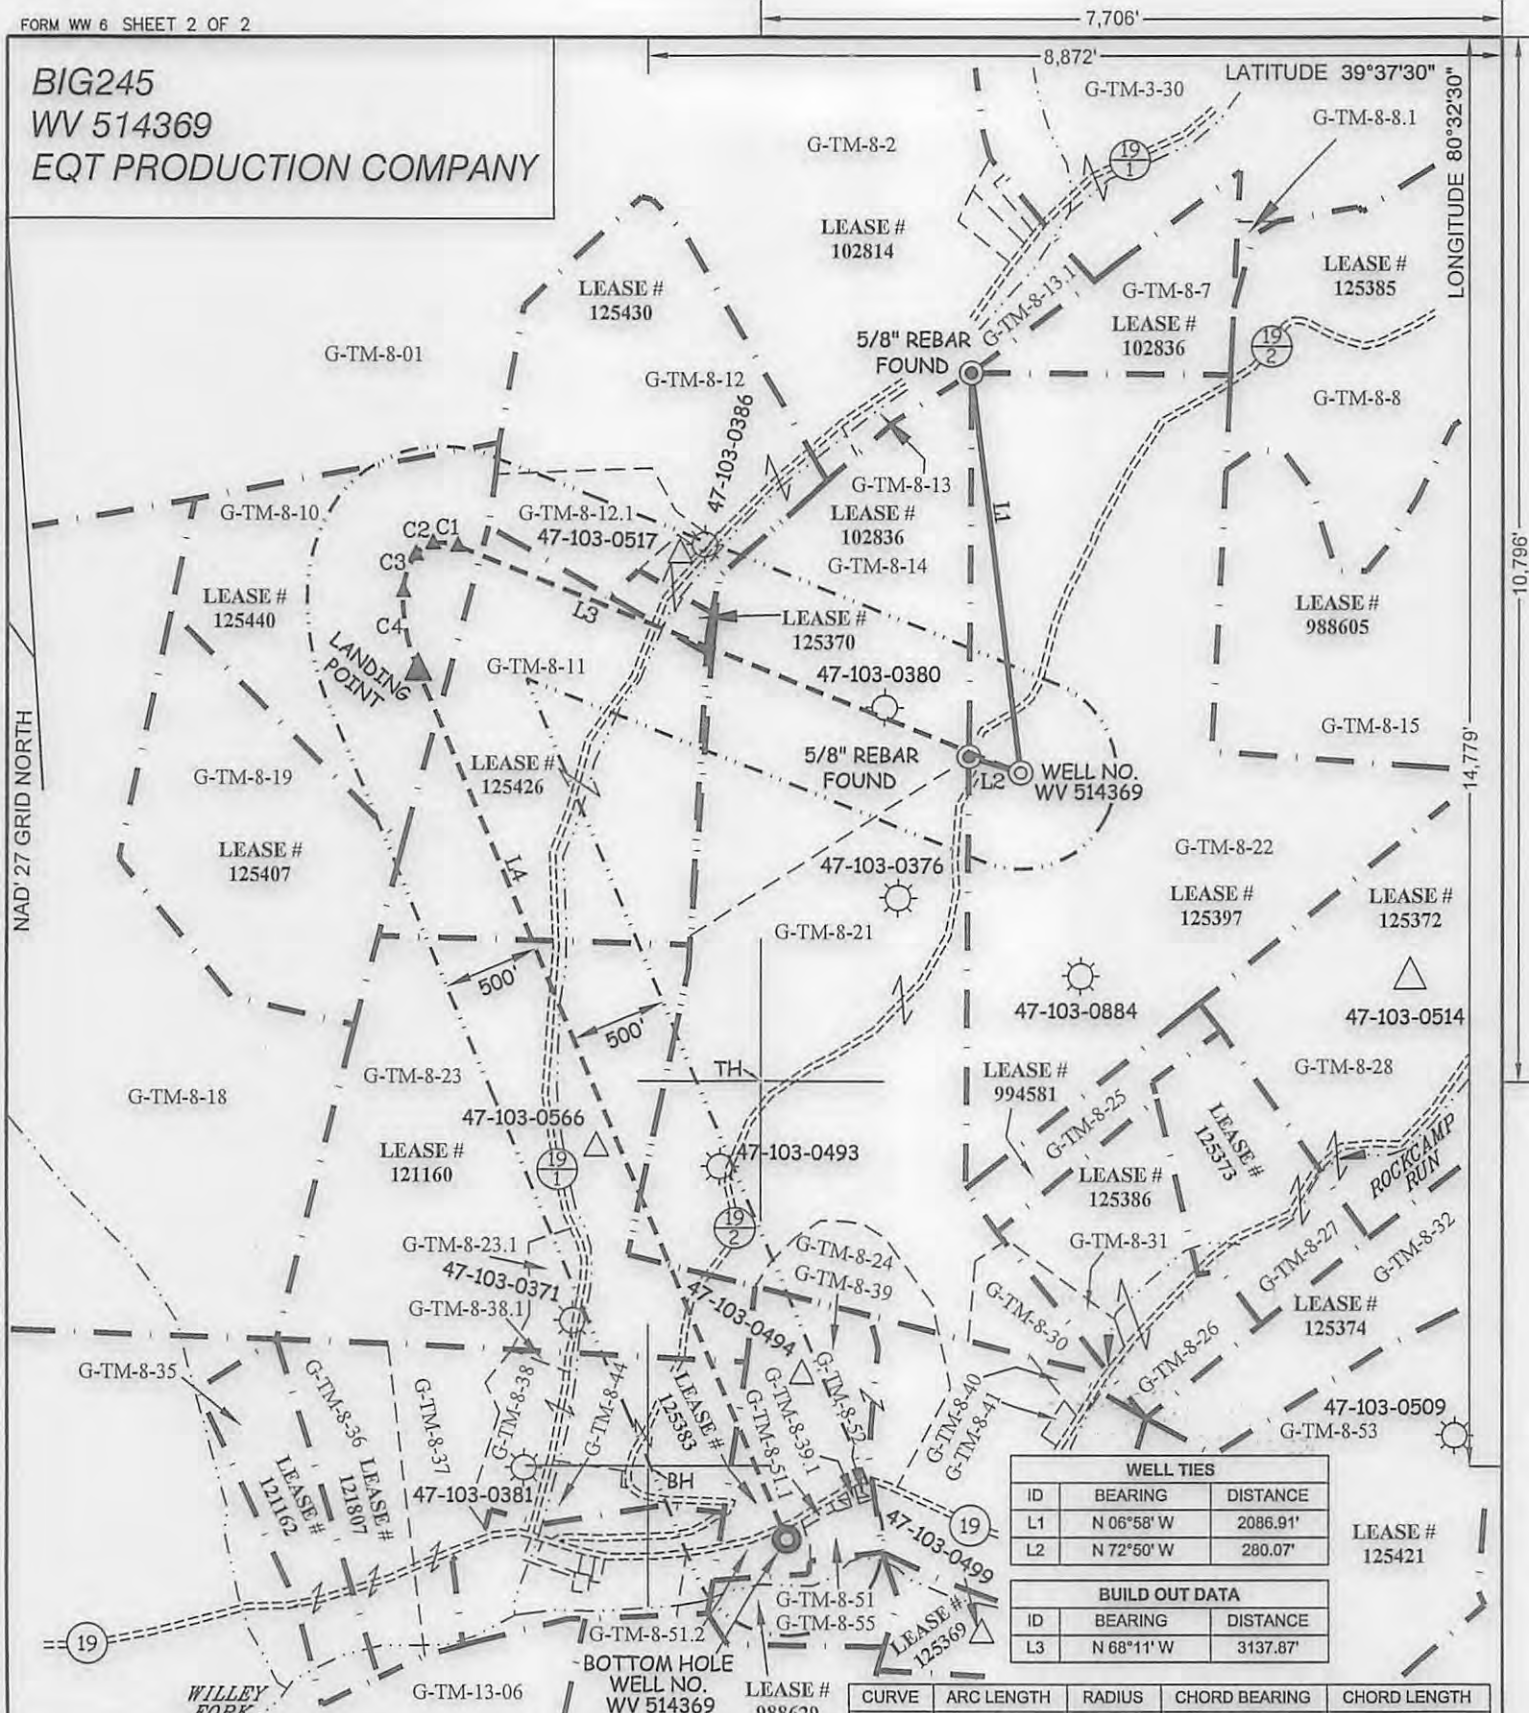 FORM WW 6 SHEET 2 OF 2
7,706'
8,872'
BIG245
WV 514369
EQT PRODUCTION COMPANY
LATITUDE 39°37'30"
LONGITUDE 80°32'30"
G-TM-3-30
G-TM-8-8.1
G-TM-8-2
19
1
LEASE #
102814
LEASE #
125430
G-TM-8-13.1
G-TM-8-7
LEASE #
125385
LEASE #
102836
5/8" REBAR
FOUND
19
2
G-TM-8-01
G-TM-8-12
G-TM-8-8
47-103-0386
G-TM-8-10
G-TM-8-12.1
47-103-0517
G-TM-8-13
LEASE #
102836
L1
10,796'
C2
C1
C3
G-TM-8-14
LEASE #
125440
L3
LEASE #
125370
LEASE #
988605
C4
LANDING
POINT
G-TM-8-11
47-103-0380
G-TM-8-15
14,779'
NAD' 27 GRID NORTH
G-TM-8-19
LEASE #
125426
5/8" REBAR
FOUND
L2
WELL NO.
WV 514369
LEASE #
125407
L4
47-103-0376
G-TM-8-22
LEASE #
125397
LEASE #
125372
G-TM-8-21
500'
500'
47-103-0884
47-103-0514
TH
G-TM-8-18
G-TM-8-23
LEASE #
994581
G-TM-8-28
G-TM-8-25
47-103-0566
LEASE #
121160
19
1
47-103-0493
LEASE #
125373
LEASE #
125386
ROCKCAMP
RUN
19
2
G-TM-8-23.1
47-103-0371
G-TM-8-38.1
G-TM-8-24
G-TM-8-39
G-TM-8-31
G-TM-8-27
G-TM-8-32
47-103-0494
G-TM-8-30
LEASE #
125374
G-TM-8-26
G-TM-8-35
G-TM-8-36
G-TM-8-37
G-TM-8-38
G-TM-8-44
LEASE #
125383
G-TM-8-51.1
G-TM-8-39.1
G-TM-8-52
G-TM-8-40
G-TM-8-41
47-103-0509
G-TM-8-53
LEASE #
121162
LEASE #
121807
47-103-0381
BH
WELL TIES
ID BEARING DISTANCE
L1 N 06°58' W 2086.91'
L2 N 72°50' W 280.07'
19
47-103-0499
LEASE #
125421
BUILD OUT DATA
ID BEARING DISTANCE
L3 N 68°11' W 3137.87'
19
G-TM-8-51
G-TM-8-55
G-TM-8-51.2
LEASE #
125369
BOTTOM HOLE
WELL NO.
WV 514369
WILLEY
FORK
G-TM-13-06
LEASE #
988629
CURVE ARC LENGTH RADIUS CHORD BEARING CHORD LENGTH